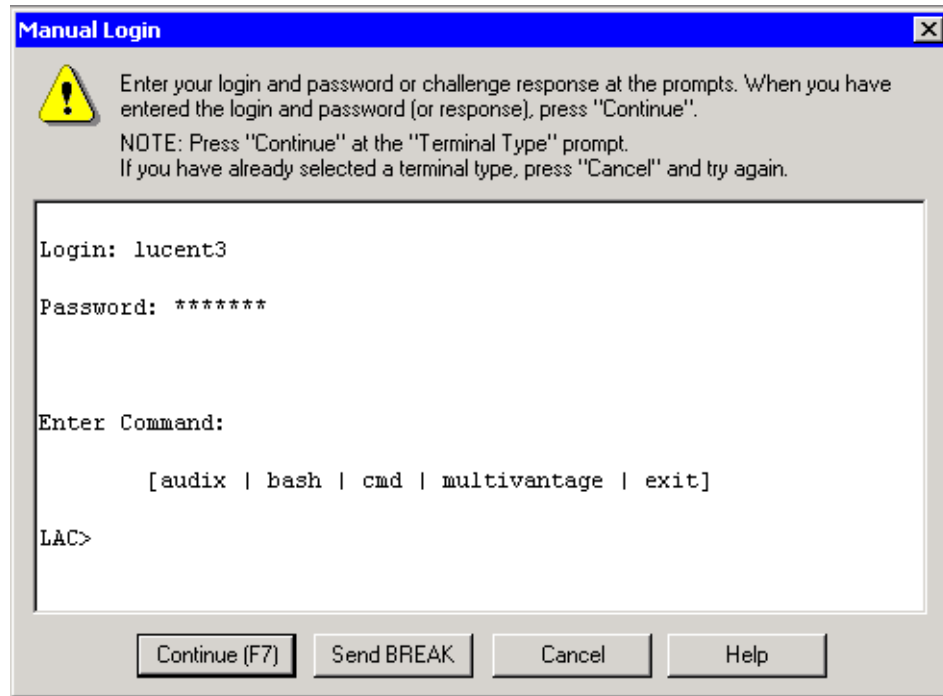 Manual Login
Enter your login and password or challenge response at the prompts. When you have
entered the login and password (or response), press "Continue".
NOTE: Press "Continue" at the "Terminal Type" prompt.
If you have already selected a terminal type, press "Cancel" and try again.
Login: lucent3
Password: *******
Enter Command:
[audix | bash | cmd | multivantage | exit]
LAC>
Continue (F7) Send BREAK Cancel Help